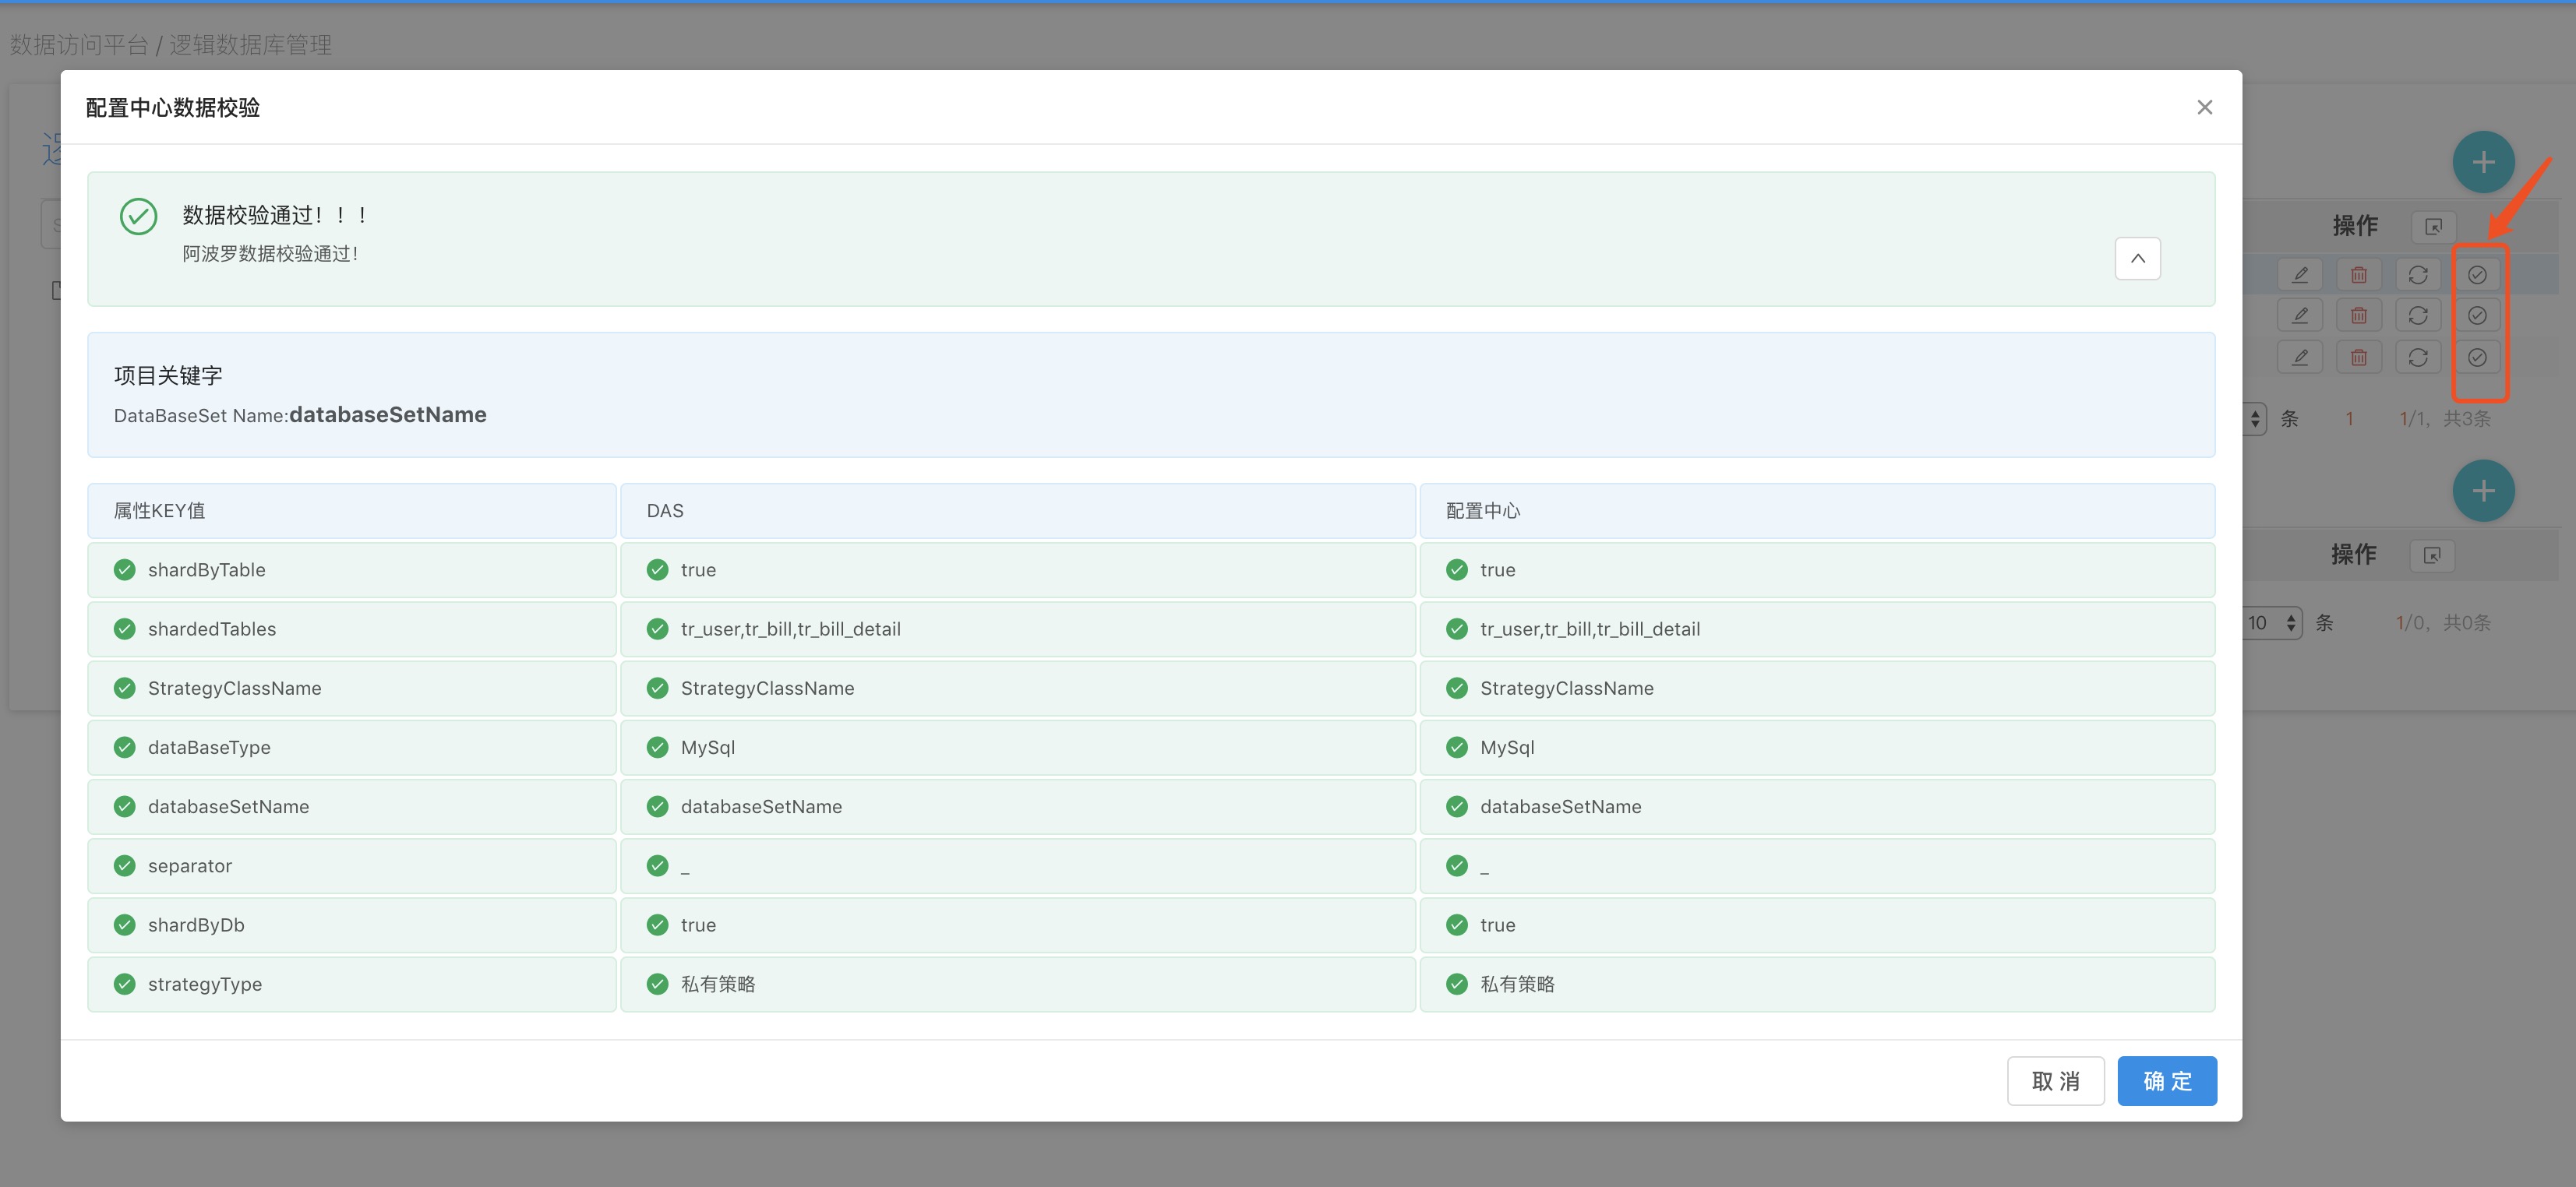 数据访问平台 / 逻辑数据库管理
配置中心数据校验
数据校验通过！！！
阿波罗数据校验通过！
项目关键字
DataBaseSet Name:databaseSetName
属性KEY值 DAS 配置中心
shardByTable true true
shardedTables tr_user,tr_bill,tr_bill_detail tr_user,tr_bill,tr_bill_detail
StrategyClassName StrategyClassName StrategyClassName
dataBaseType MySql MySql
databaseSetName databaseSetName databaseSetName
separator _ _
shardByDb true true
strategyType 私有策略 私有策略
取 消 确 定
操作
条 1 1/1, 共3条
操作
10 条 1/0, 共0条